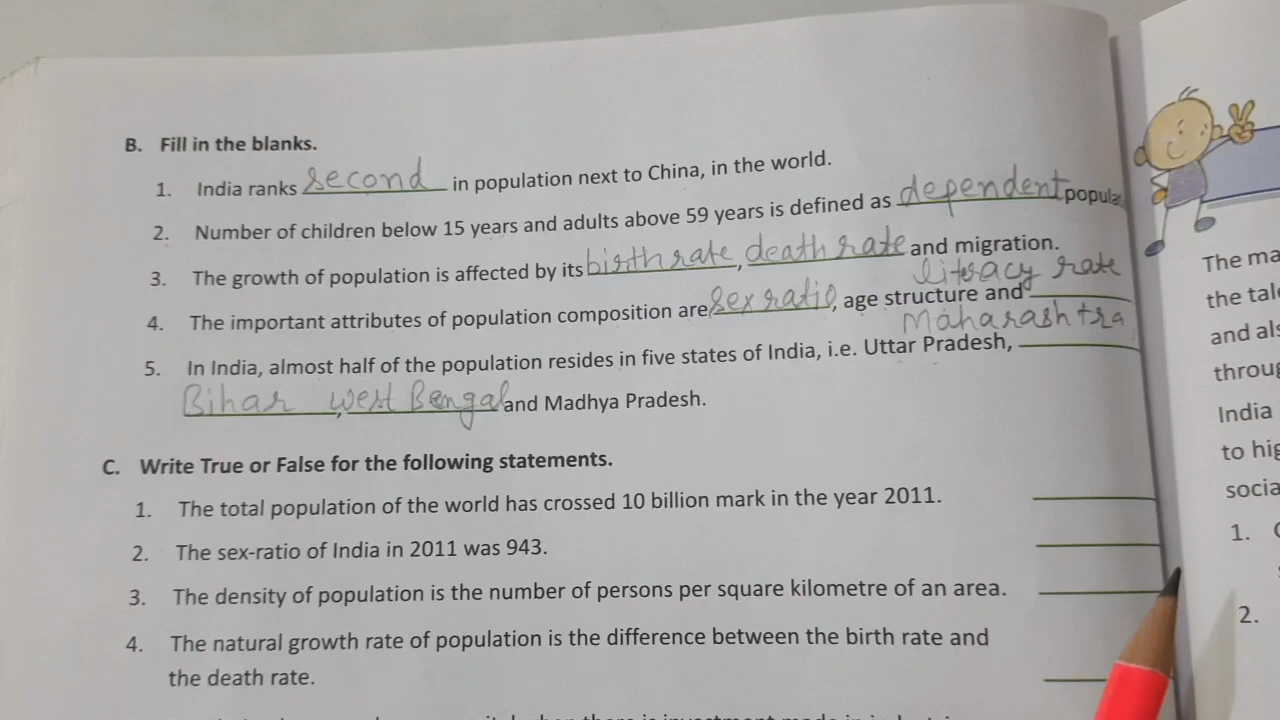 B. Fill in the blanks.
1. India ranks second in population next to China, in the world.
2. Number of children below 15 years and adults above 59 years is defined as dependent
3. The growth of population is affected by its birth rate, death rate and migration.
literacy rate
4. The important attributes of population composition are sex ratio, age structure and
Maharashtra
5. In India, almost half of the population resides in five states of India, i.e. Uttar Pradesh,
Bihar, west Bengal and Madhya Pradesh.
C. Write True or False for the following statements.
1. The total population of the world has crossed 10 billion mark in the year 2011.
2. The sex-ratio of India in 2011 was 943.
3. The density of population is the number of persons per square kilometre of an area.
4. The natural growth rate of population is the difference between the birth rate and
the death rate.
The
the
and
India
to
1.
2.